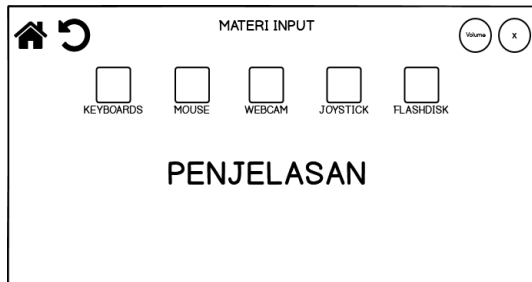 MATERI INPUT
Volume
X
KEYBOARDS
MOUSE
WEBCAM
JOYSTICK
FLASHDISK
PENJELASAN